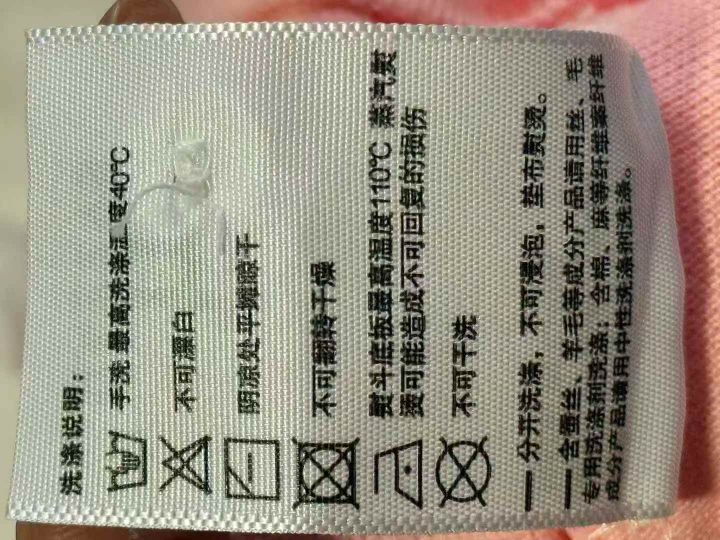 洗涤说明：
手洗 最高洗涤温度40℃
不可漂白
阴凉处平摊晾干
不可翻转干燥
熨斗底板最高温度110℃ 蒸汽熨
烫可能造成不可回复的损伤
不可干洗
— 分开洗涤，不可浸泡，垫布熨烫。
— 含蚕丝、羊毛等成分产品请用丝、毛
专用洗涤剂洗涤；含棉、麻等纤维素纤维
成分产品请用中性洗涤剂洗涤。